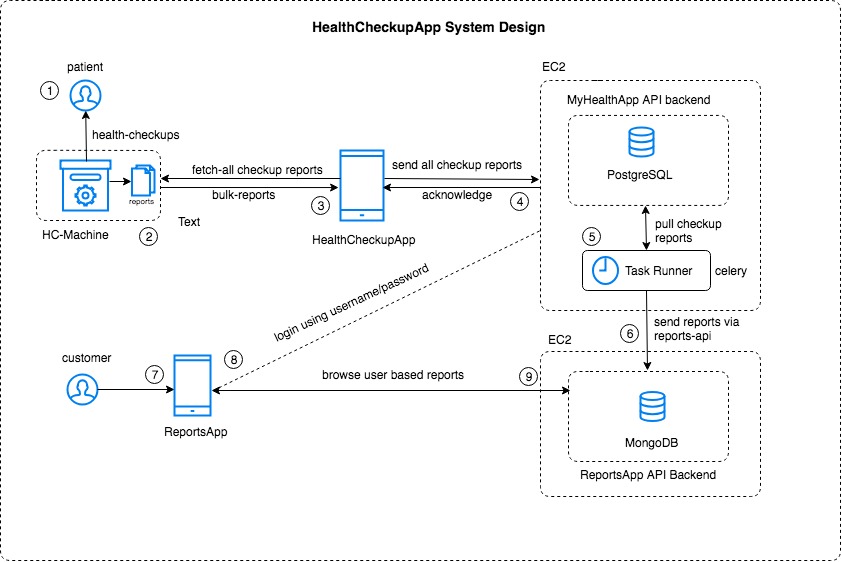 HealthCheckupApp System Design
patient
1
health-checkups
reports
HC-Machine
2
Text
fetch-all checkup reports
bulk-reports
3
HealthCheckupApp
send all checkup reports
acknowledge
4
EC2
MyHealthApp API backend
PostgreSQL
5
pull checkup
reports
Task Runner
celery
6
send reports via
reports-api
customer
7
ReportsApp
8
login using username/password
browse user based reports
9
EC2
MongoDB
ReportsApp API Backend